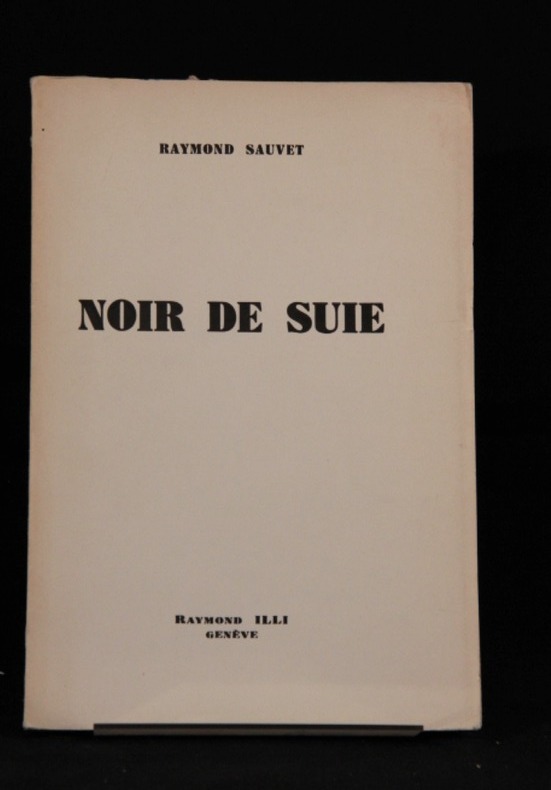 RAYMOND SAUVET
NOIR DE SUIE
RAYMOND ILLI
GENÈVE